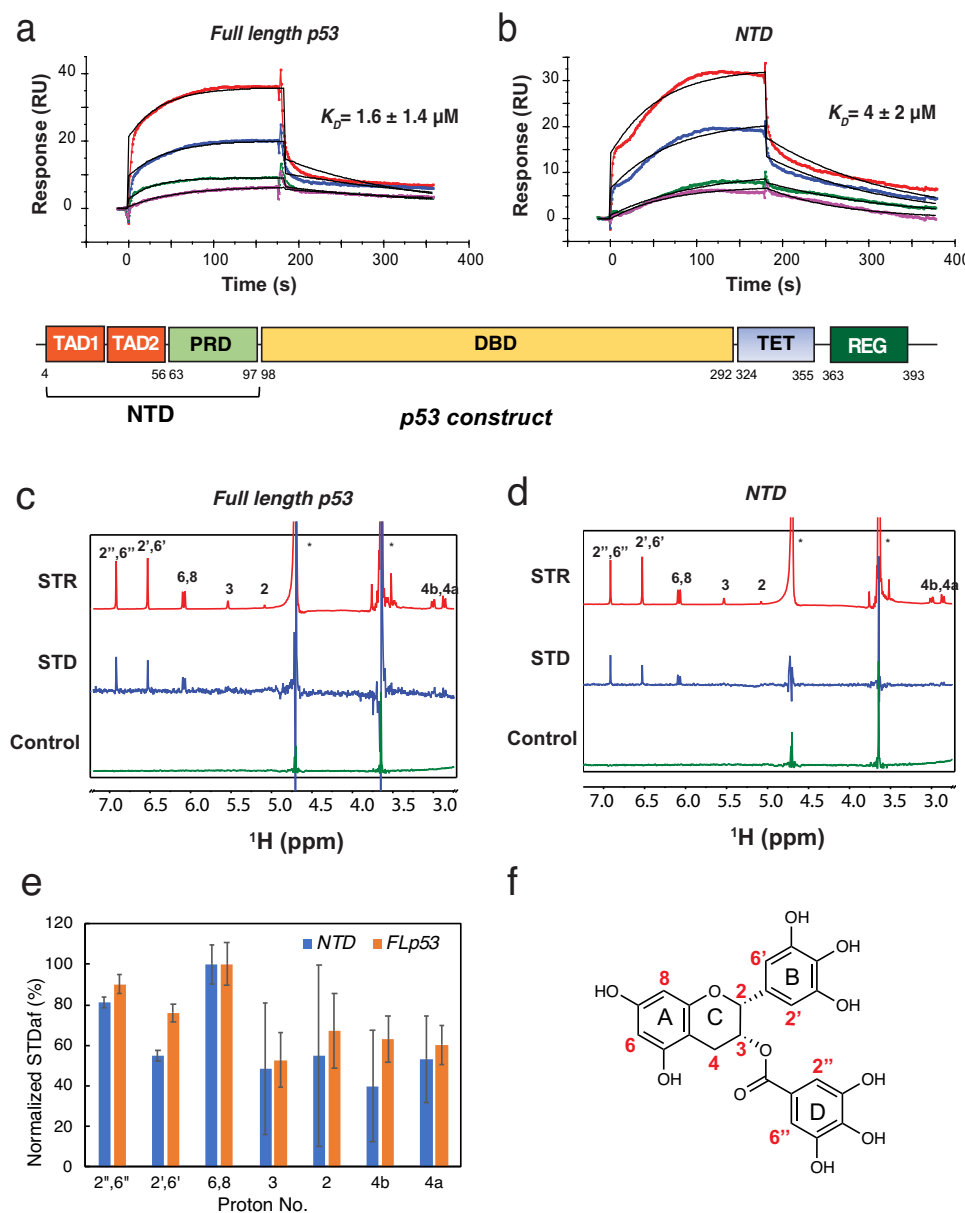 a
Full length p53
Response (RU)
40
20
0
K_D= 1.6 ± 1.4 µM
0 100 200 300 400
Time (s)
b
NTD
Response (RU)
30
20
10
0
K_D= 4 ± 2 µM
0 100 200 300 400
Time (s)
TAD1 TAD2 PRD DBD TET REG
4 56 63 97 98 292 324 355 363 393
NTD
p53 construct
c
Full length p53
STR
STD
Control
2'',6'' 2',6' 6,8 3 2 * * 4b,4a
7.0 6.5 6.0 5.5 5.0 4.5 4.0 3.5 3.0
¹H (ppm)
d
NTD
STR
STD
Control
2'',6'' 2',6' 6,8 3 2 * * 4b,4a
7.0 6.5 6.0 5.5 5.0 4.5 4.0 3.5 3.0
¹H (ppm)
e
Normalized STDaf (%)
120
100
80
60
40
20
0
NTD FLp53
2",6" 2',6' 6,8 3 2 4b 4a
Proton No.
f
OH
6' OH
B
8
HO O 2 OH
A C 2'
6 3
4
OH O 2''
O OH
D
6'' OH
OH